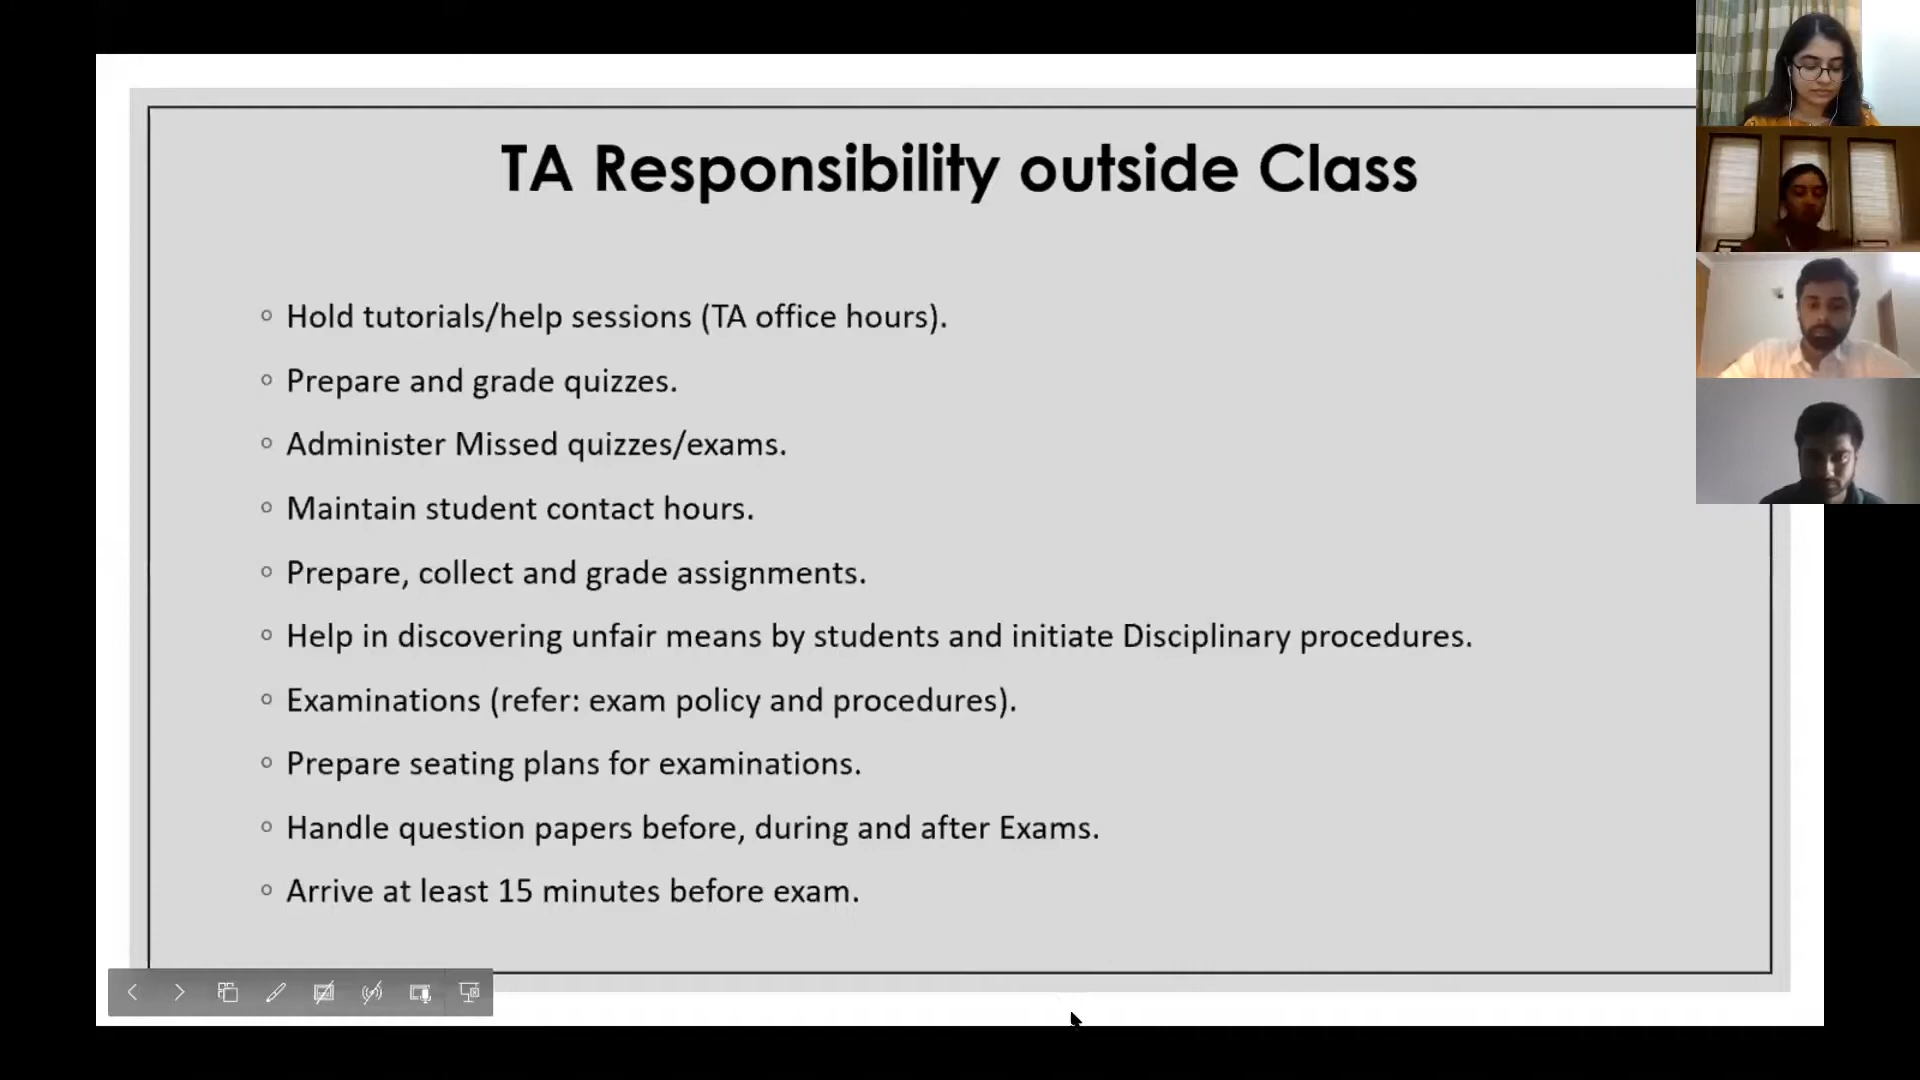 TA Responsibility outside Class
Hold tutorials/help sessions (TA office hours).
Prepare and grade quizzes.
Administer Missed quizzes/exams.
Maintain student contact hours.
Prepare, collect and grade assignments.
Help in discovering unfair means by students and initiate Disciplinary procedures.
Examinations (refer: exam policy and procedures).
Prepare seating plans for examinations.
Handle question papers before, during and after Exams.
Arrive at least 15 minutes before exam.